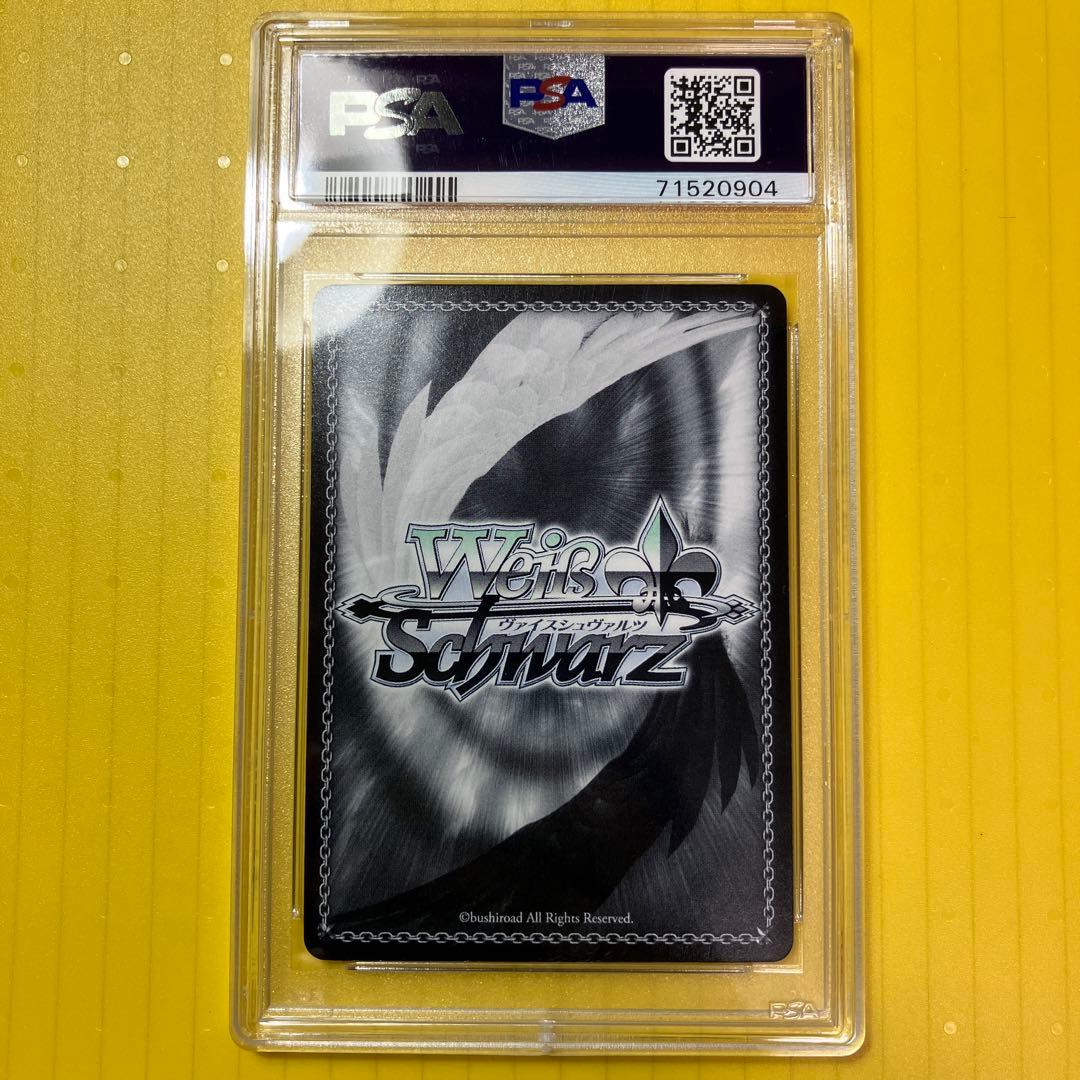 PSA
PSA
71520904
Weiß
ヴァイスシュヴァルツ
Schwarz
©bushiroad All Rights Reserved.
PSA